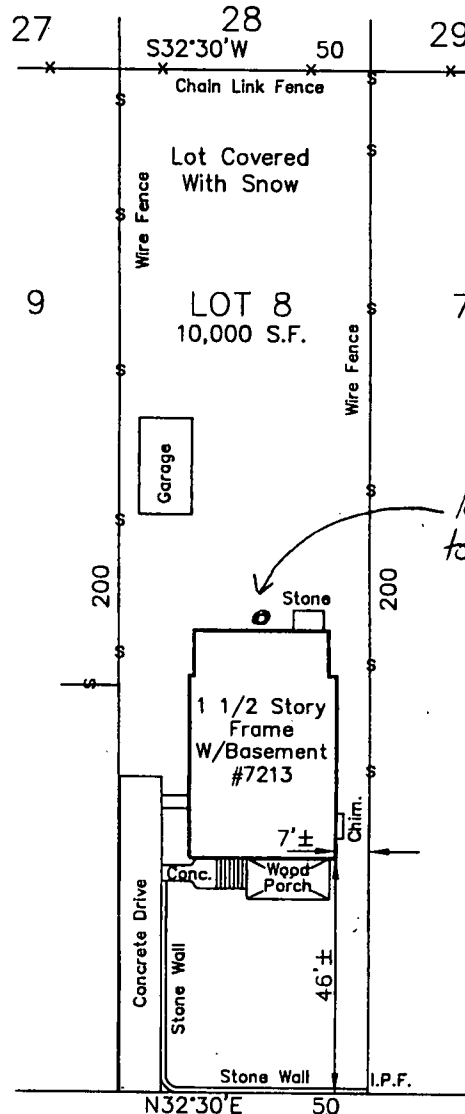 27
28
29
S32°30'W
50
Chain Link Fence
Lot Covered
With Snow
Wire Fence
9
LOT 8
10,000 S.F.
7
Wire Fence
Garage
200
Stone
200
1 1/2 Story
Frame
W/Basement
#7213
Chim.
7'±
Conc.
Wood
Porch
Concrete Drive
Stone Wall
46'±
Stone Wall
I.P.F.
N32°30'E
50